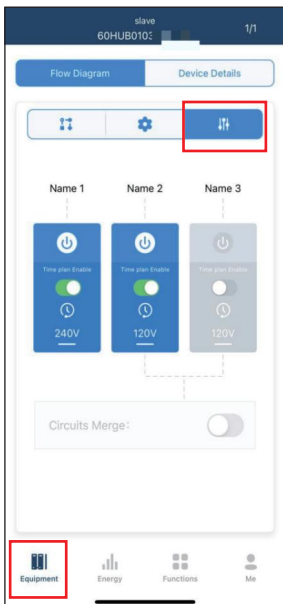 slave
60HUB0103
1/1
Flow Diagram Device Details
Name 1 Name 2 Name 3
Time plan Enable Time plan Enable Time plan Enable
240V 120V 120V
Circuits Merge:
Equipment Energy Functions Me